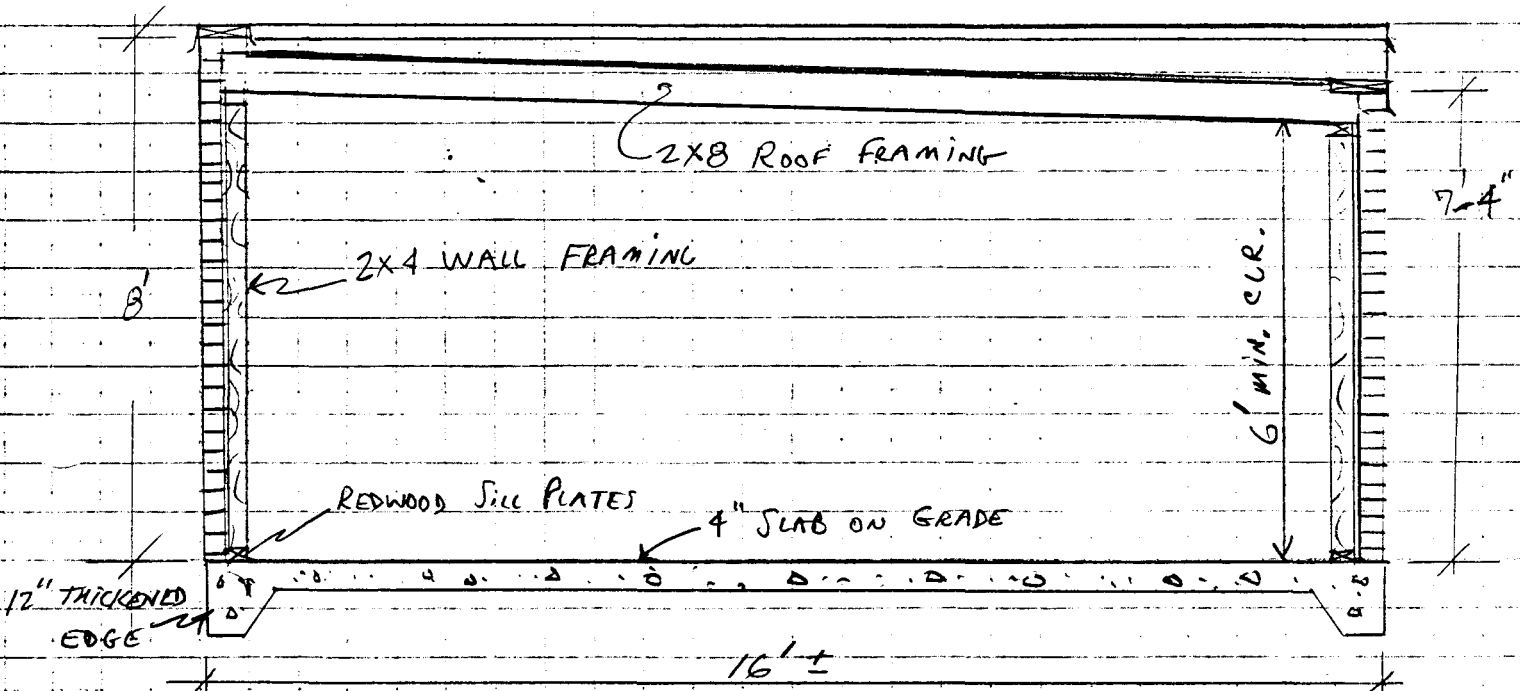 2X8 ROOF FRAMING
7'-4"
2X4 WALL FRAMING
8'
6' MIN. CLR.
REDWOOD SILL PLATES
4" SLAB ON GRADE
12" THICKENED
EDGE
16' ±